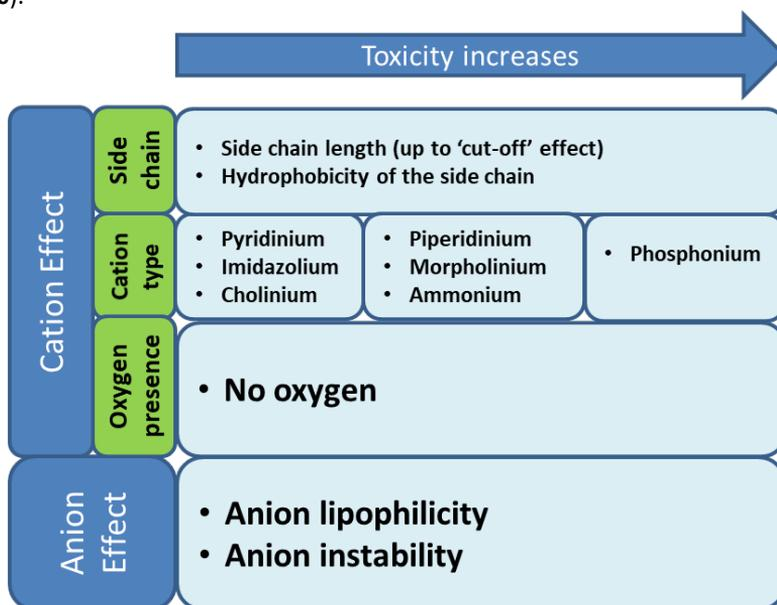 Toxicity increases
Cation Effect
Side
chain
• Side chain length (up to ‘cut-off’ effect)
• Hydrophobicity of the side chain
Cation
type
• Pyridinium
• Imidazolium
• Cholinium
• Piperidinium
• Morpholinium
• Ammonium
• Phosphonium
Oxygen
presence
• No oxygen
Anion
Effect
• Anion lipophilicity
• Anion instability